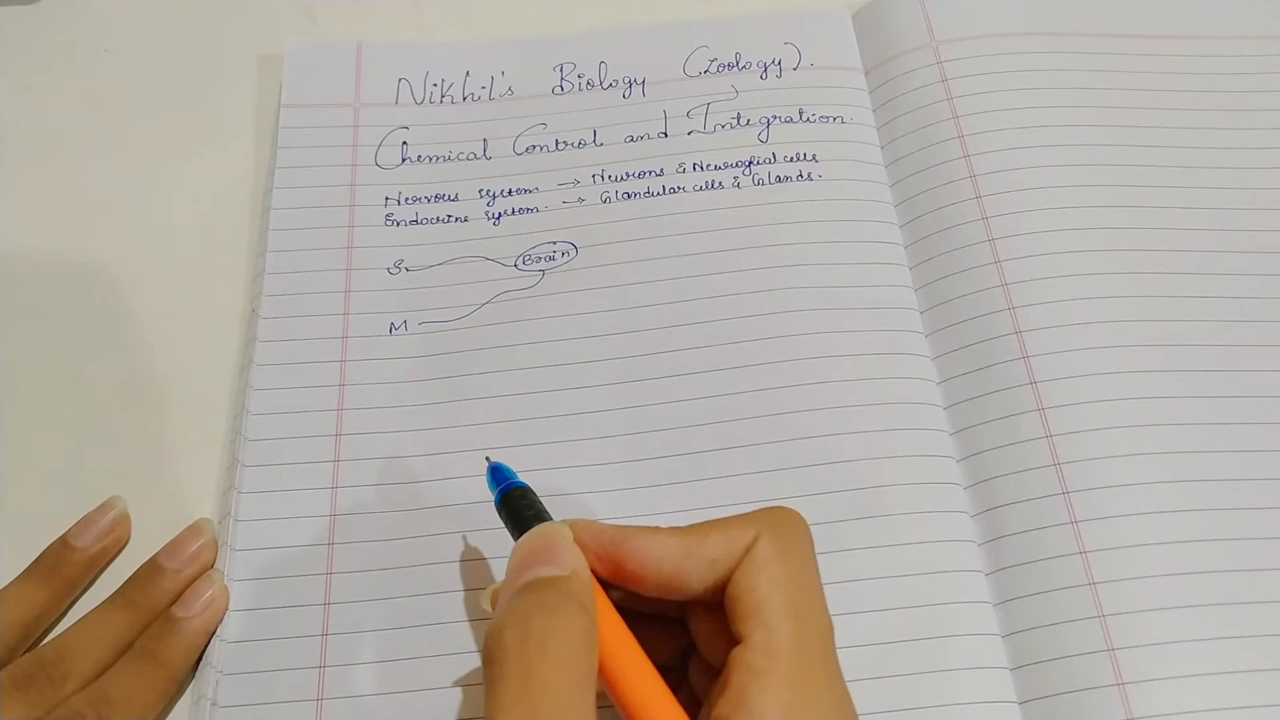 Nikhil's Biology (Zoology).
Chemical Control and Integration.
Nervous system → Neurons & Neuroglial cells
Endocrine system. → Glandular cells & Glands.
S Brain
M